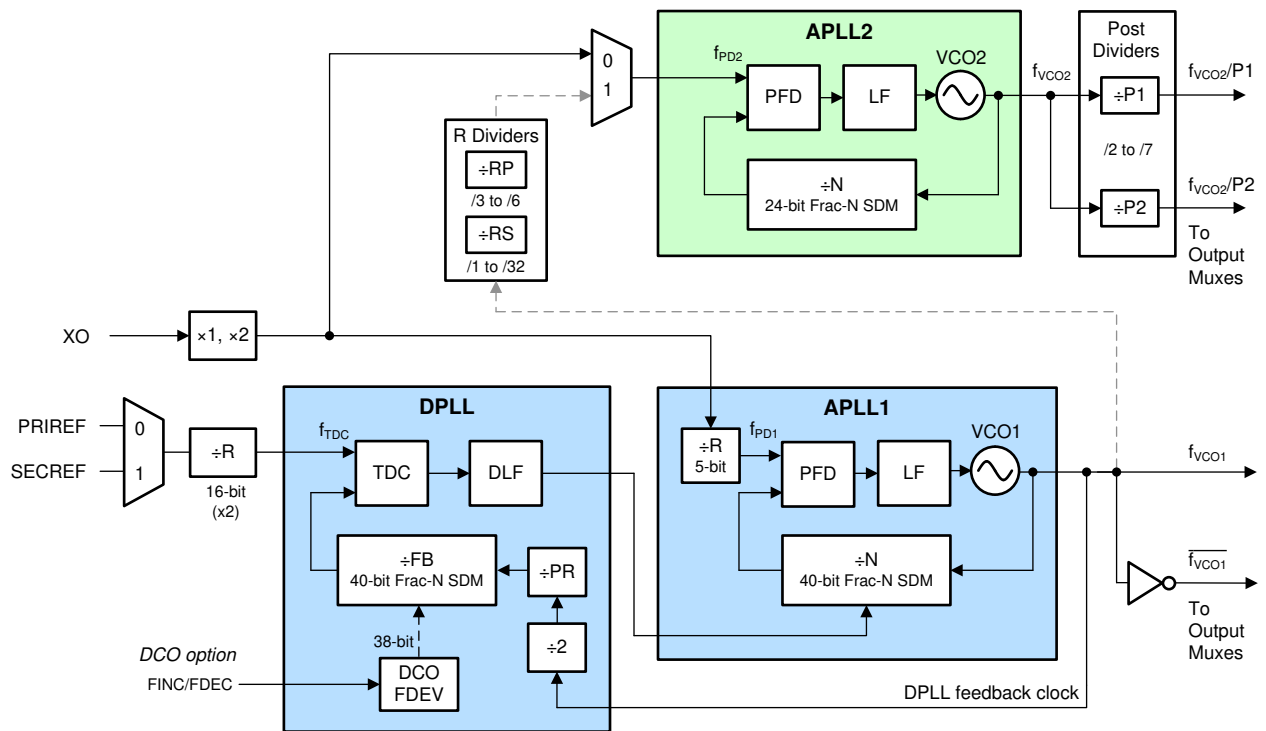 APLL2
Post
Dividers
VCO2
0
1
fPD2
PFD
LF
fVCO2
÷P1
fVCO2/P1
R Dividers
÷RP
/3 to /6
÷RS
/1 to /32
÷N
24-bit Frac-N SDM
/2 to /7
÷P2
fVCO2/P2
To
Output
Muxes
XO
×1, ×2
DPLL
APLL1
PRIREF
SECREF
0
1
÷R
16-bit
(x2)
fTDC
TDC
DLF
÷R
5-bit
fPD1
PFD
LF
VCO1
fVCO1
÷FB
40-bit Frac-N SDM
÷PR
÷N
40-bit Frac-N SDM
fVCO1
To
Output
Muxes
38-bit
÷2
DCO option
FINC/FDEC
DCO
FDEV
DPLL feedback clock